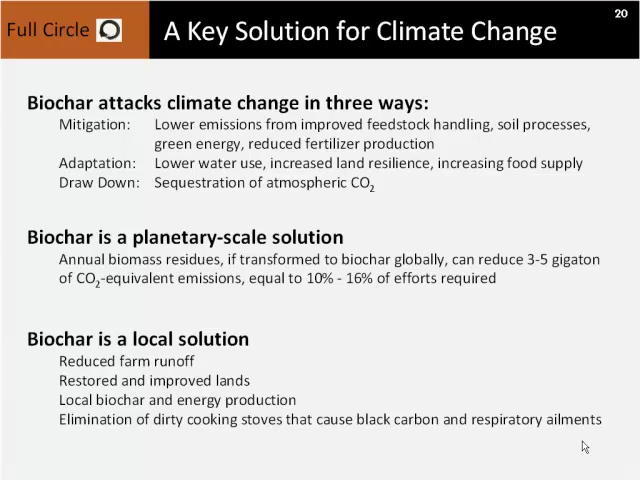 20
Full Circle
A Key Solution for Climate Change
Biochar attacks climate change in three ways:
Mitigation: Lower emissions from improved feedstock handling, soil processes,
green energy, reduced fertilizer production
Adaptation: Lower water use, increased land resilience, increasing food supply
Draw Down: Sequestration of atmospheric CO2
Biochar is a planetary-scale solution
Annual biomass residues, if transformed to biochar globally, can reduce 3-5 gigaton
of CO2-equivalent emissions, equal to 10% - 16% of efforts required
Biochar is a local solution
Reduced farm runoff
Restored and improved lands
Local biochar and energy production
Elimination of dirty cooking stoves that cause black carbon and respiratory ailments